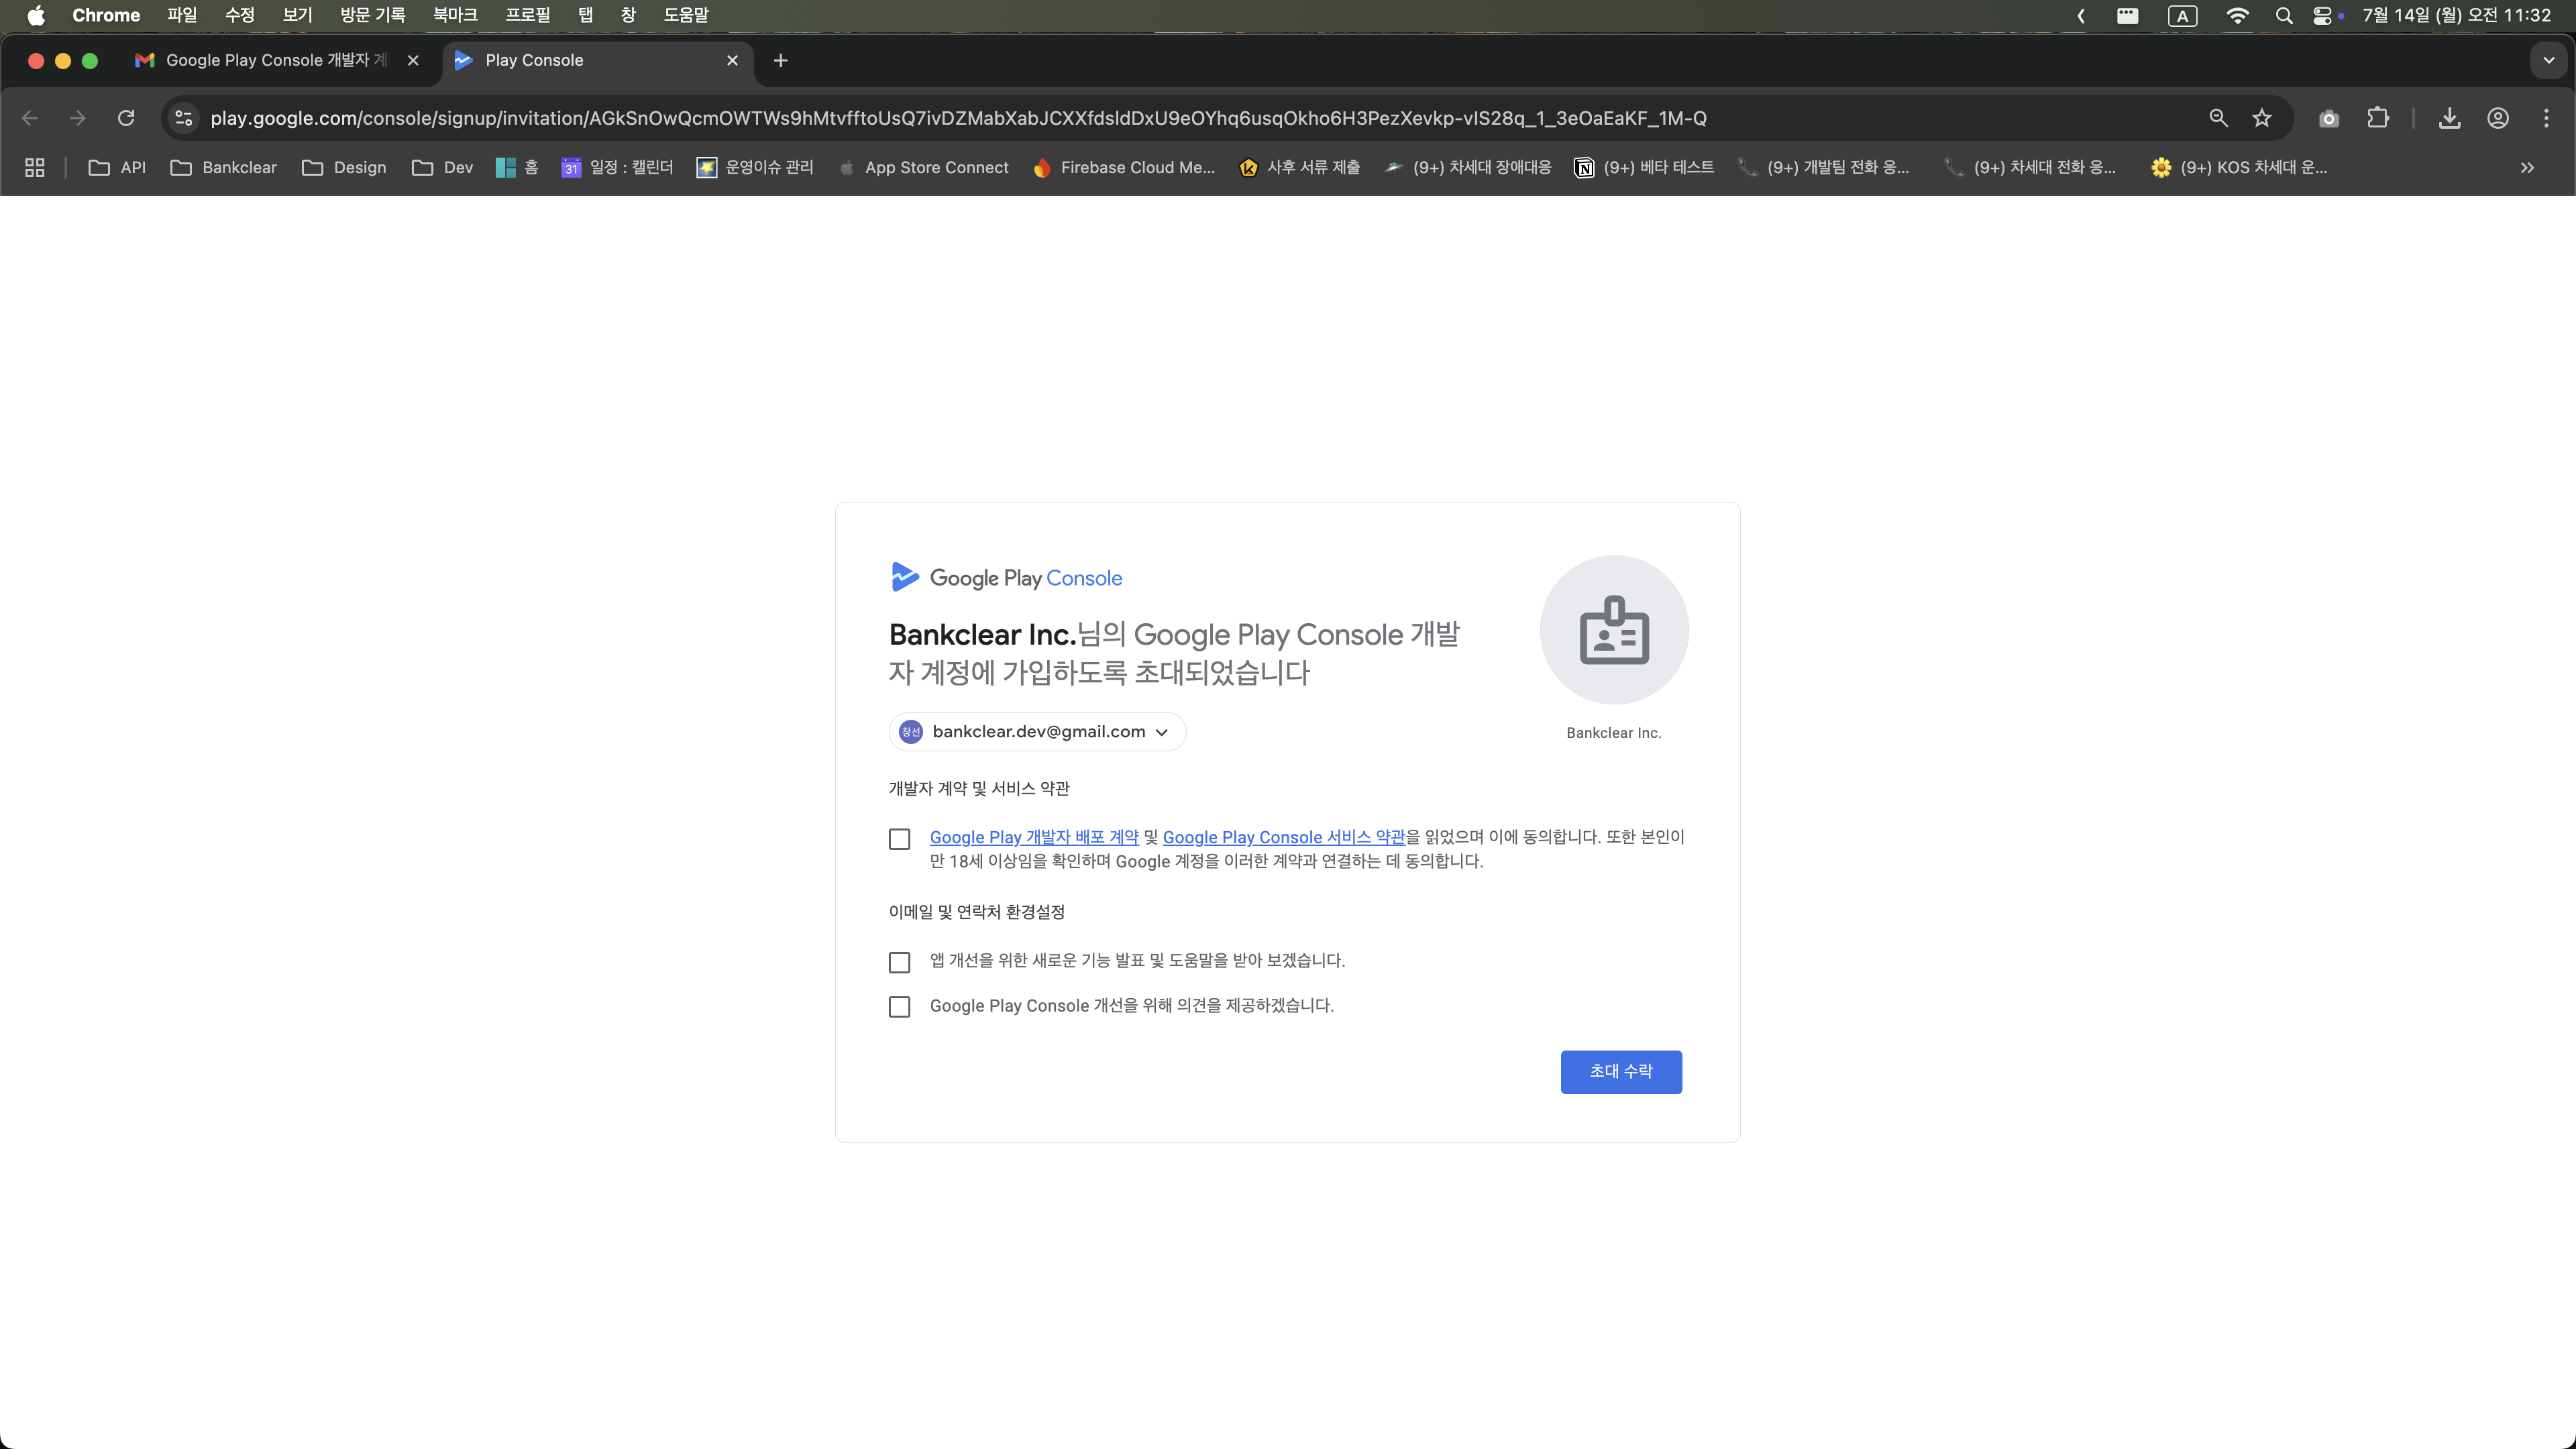 Chrome 파일 수정 보기 방문 기록 북마크 프로필 탭 창 도움말 A 7월 14일 (월) 오전 11:32
Google Play Console 개발자 계 Play Console
play.google.com/console/signup/invitation/AGkSnOwQcmOWTWs9hMtvfftoUsQ7ivDZMabXabJCXXfdsldDxU9eOYhq6usqOkho6H3PezXevkp-vIS28q_1_3eOaEaKF_1M-Q
API Bankclear Design Dev 홈 31 일정 : 캘린더 운영이슈 관리 App Store Connect Firebase Cloud Me... 사후 서류 제출 (9+) 차세대 장애대응 (9+) 베타 테스트 (9+) 개발팀 전화 응... (9+) 차세대 전화 응... (9+) KOS 차세대 운...
Google Play Console
Bankclear Inc.님의 Google Play Console 개발
자 계정에 가입하도록 초대되었습니다
창선 bankclear.dev@gmail.com
Bankclear Inc.
개발자 계약 및 서비스 약관
Google Play 개발자 배포 계약 및 Google Play Console 서비스 약관을 읽었으며 이에 동의합니다. 또한 본인이
만 18세 이상임을 확인하며 Google 계정을 이러한 계약과 연결하는 데 동의합니다.
이메일 및 연락처 환경설정
앱 개선을 위한 새로운 기능 발표 및 도움말을 받아 보겠습니다.
Google Play Console 개선을 위해 의견을 제공하겠습니다.
초대 수락